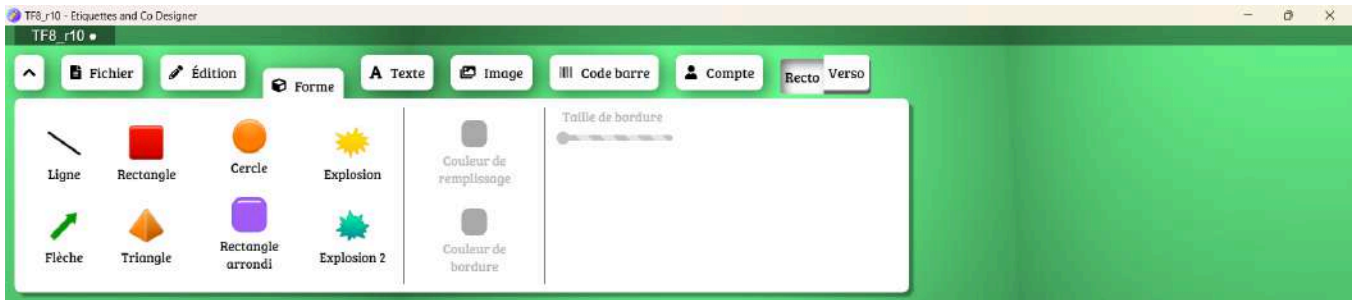 TF8_r10 - Etiquettes and Co Designer
TF8_r10 ●
Fichier
Édition
Forme
Texte
Image
Code barre
Compte
Recto
Verso
Ligne
Rectangle
Cercle
Explosion
Flèche
Triangle
Rectangle
arrondi
Explosion 2
Couleur de
remplissage
Couleur de
bordure
Taille de bordure